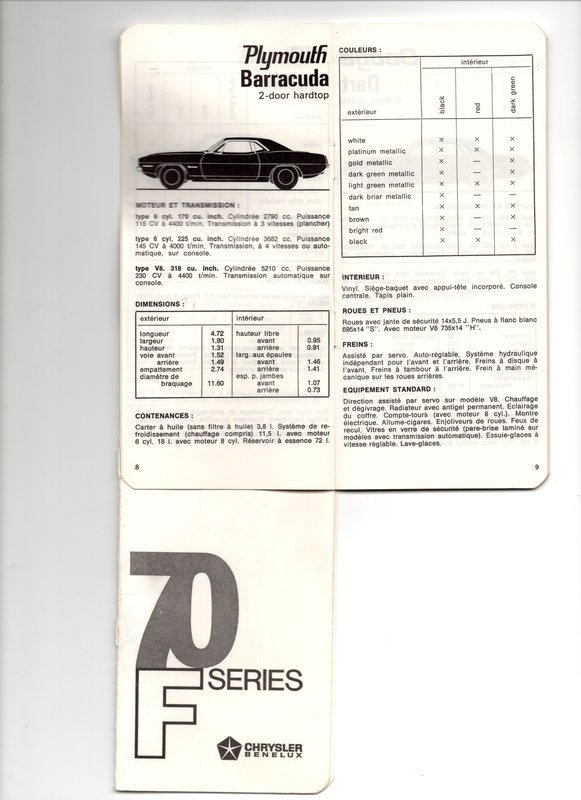 Plymouth
Barracuda
2-door hardtop
MOTEUR ET TRANSMISSION :
type 6 cyl. 170 cu. inch. Cylindrée 2790 cc. Puissance
115 CV à 4400 t/min. Transmission à 3 vitesses (plancher)
type 6 cyl, 225 cu. inch. Cylindrée 3682 cc. Puissance
145 CV à 4000 t/min, Transmission, à 4 vitesses ou auto-
matique, sur console.
type V8. 318 cu. inch. Cylindrée 5210 cc. Puissance
230 CV à 4400 t/min. Transmission automatique sur
console.
DIMENSIONS :
extérieur intérieur
longueur 4.72 hauteur libre
largeur 1.90 avant 0.95
hauteur 1.31 arrière 0.91
voie avant 1.52 larg. aux épaules
arrière 1.49 avant 1.46
empattement 2.74 arrière 1.41
diamètre de esp. p. jambes
braquage 11.60 avant 1.07
arrière 0.73
CONTENANCES :
Carter à huile (sans filtre à huile) 3,8 l. Système de re-
froidissement (chauffage compris) 11,5 l. avec moteur
6 cyl, 18 l. avec moteur 8 cyl. Réservoir à essence 72 l.
8
COULEURS :
intérieur
extérieur black red dark green
white × × ×
platinum metallic × × ×
gold metallic × — ×
dark green metallic × — ×
light green metallic × × ×
dark briar metallic × — —
tan × × ×
brown × — ×
bright red × — —
black × × ×
INTÉRIEUR :
Vinyl. Siège-baquet avec appui-tête incorporé. Console
centrale. Tapis plain.
ROUES ET PNEUS :
Roues avec jante de sécurité 14x5,5 J. Pneus à flanc blanc
695x14 "S". Avec moteur V8 735x14 "H".
FREINS :
Assisté par servo. Auto-réglable, Système hydraulique
indépendant pour l'avant et l'arrière. Freins à disque à
l'avant, Freins à tambour à l'arrière. Frein à main mé-
canique sur les roues arrières.
EQUIPEMENT STANDARD :
Direction assisté par servo sur modèle V8. Chauffage
et dégivrage. Radiateur avec antigel permanent. Eclairage
du coffre. Compte-tours (avec moteur 8 cyl.), Montre
électrique. Allume-cigares. Enjoliveurs de roues. Feux de
recul. Vitres en verre de sécurité (pare-brise laminé sur
modèles avec transmission automatique). Essuie-glaces à
vitesse réglable. Lave-glaces.
9
70
F SERIES
CHRYSLER
BENELUX